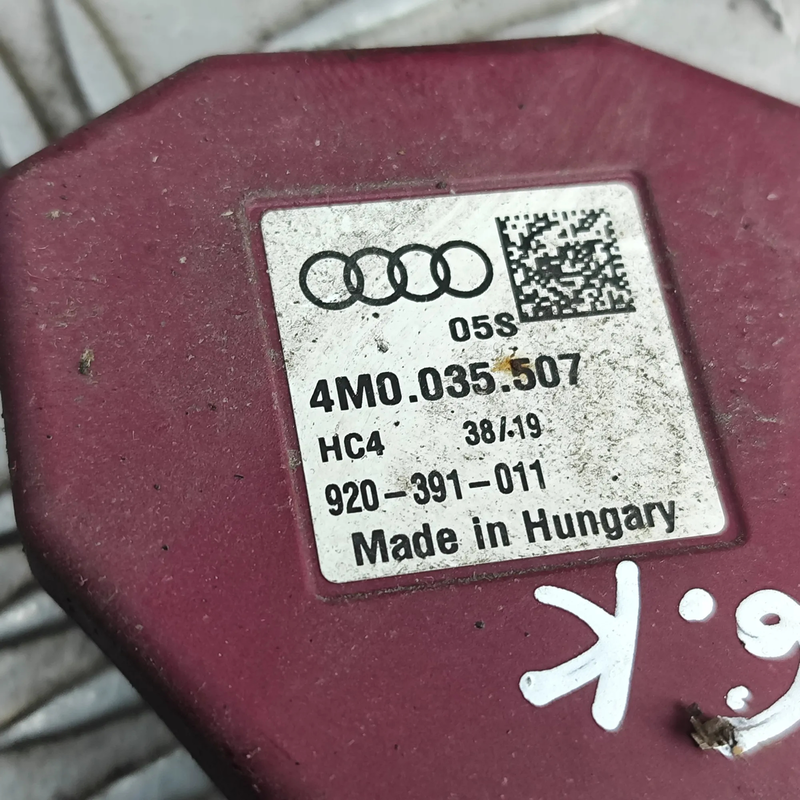 05S
4M0.035.507
HC4 38/19
920-391-011
Made in Hungary